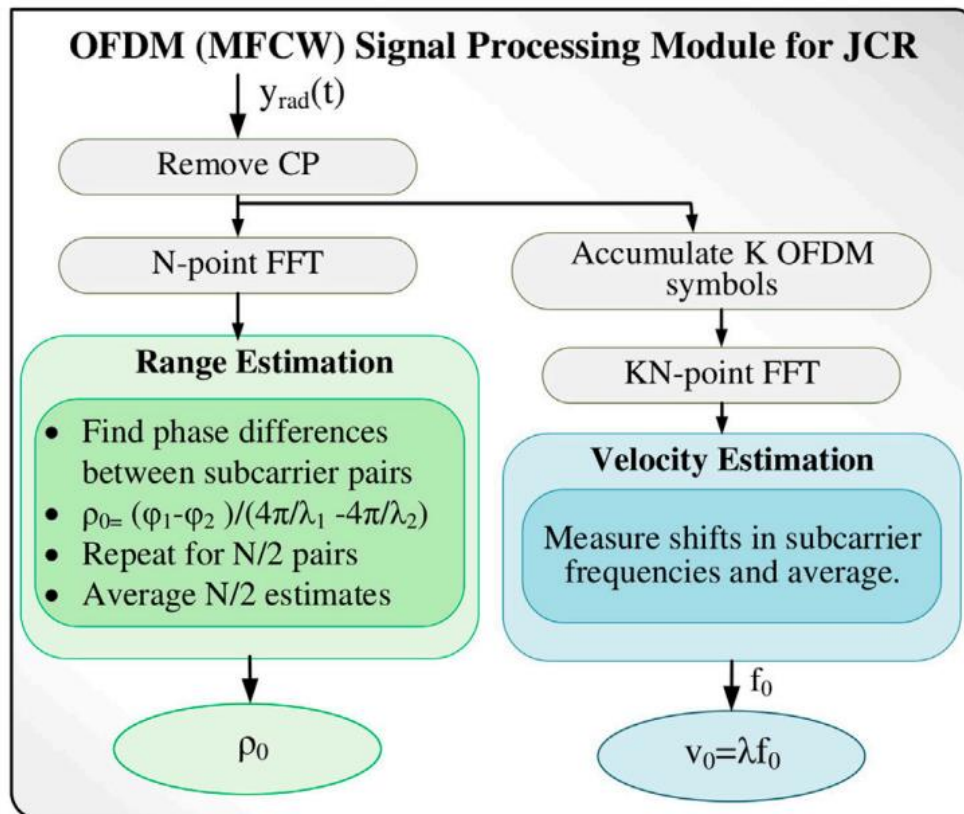 OFDM (MFCW) Signal Processing Module for JCR
y_rad(t)
Remove CP
N-point FFT
Accumulate K OFDM
symbols
Range Estimation
KN-point FFT
• Find phase differences
between subcarrier pairs
• ρ₀₌ (φ₁-φ₂ )/(4π/λ₁ -4π/λ₂)
• Repeat for N/2 pairs
• Average N/2 estimates
Velocity Estimation
Measure shifts in subcarrier
frequencies and average.
f₀
ρ₀
v₀=λf₀